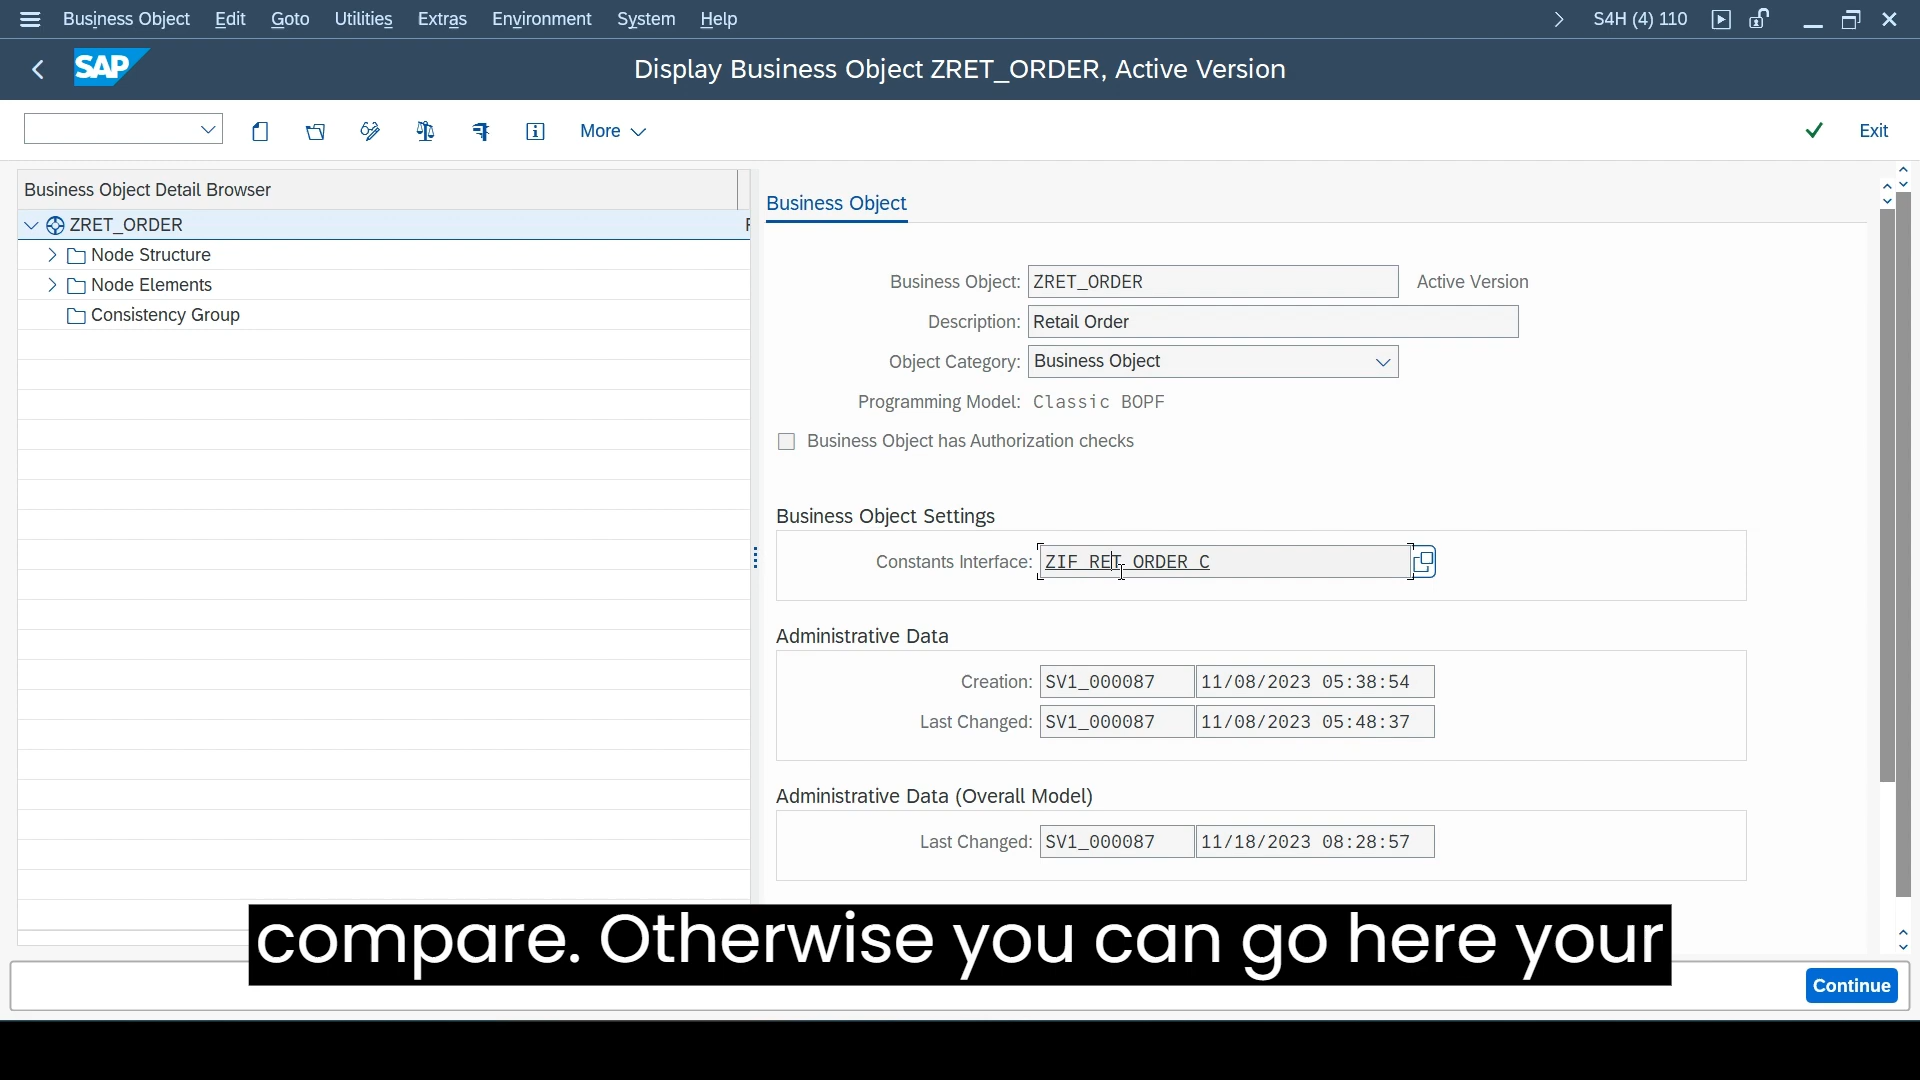 Business Object Edit Goto Utilities Extras Environment System Help S4H (4) 110
SAP Display Business Object ZRET_ORDER, Active Version
More Exit
Business Object Detail Browser
ZRET_ORDER
Node Structure
Node Elements
Consistency Group
Business Object
Business Object: ZRET_ORDER Active Version
Description: Retail Order
Object Category: Business Object
Programming Model: Classic BOPF
Business Object has Authorization checks
Business Object Settings
Constants Interface: ZIF_RET_ORDER_C
Administrative Data
Creation: SV1_000087 11/08/2023 05:38:54
Last Changed: SV1_000087 11/08/2023 05:48:37
Administrative Data (Overall Model)
Last Changed: SV1_000087 11/18/2023 08:28:57
compare. Otherwise you can go here your
Continue